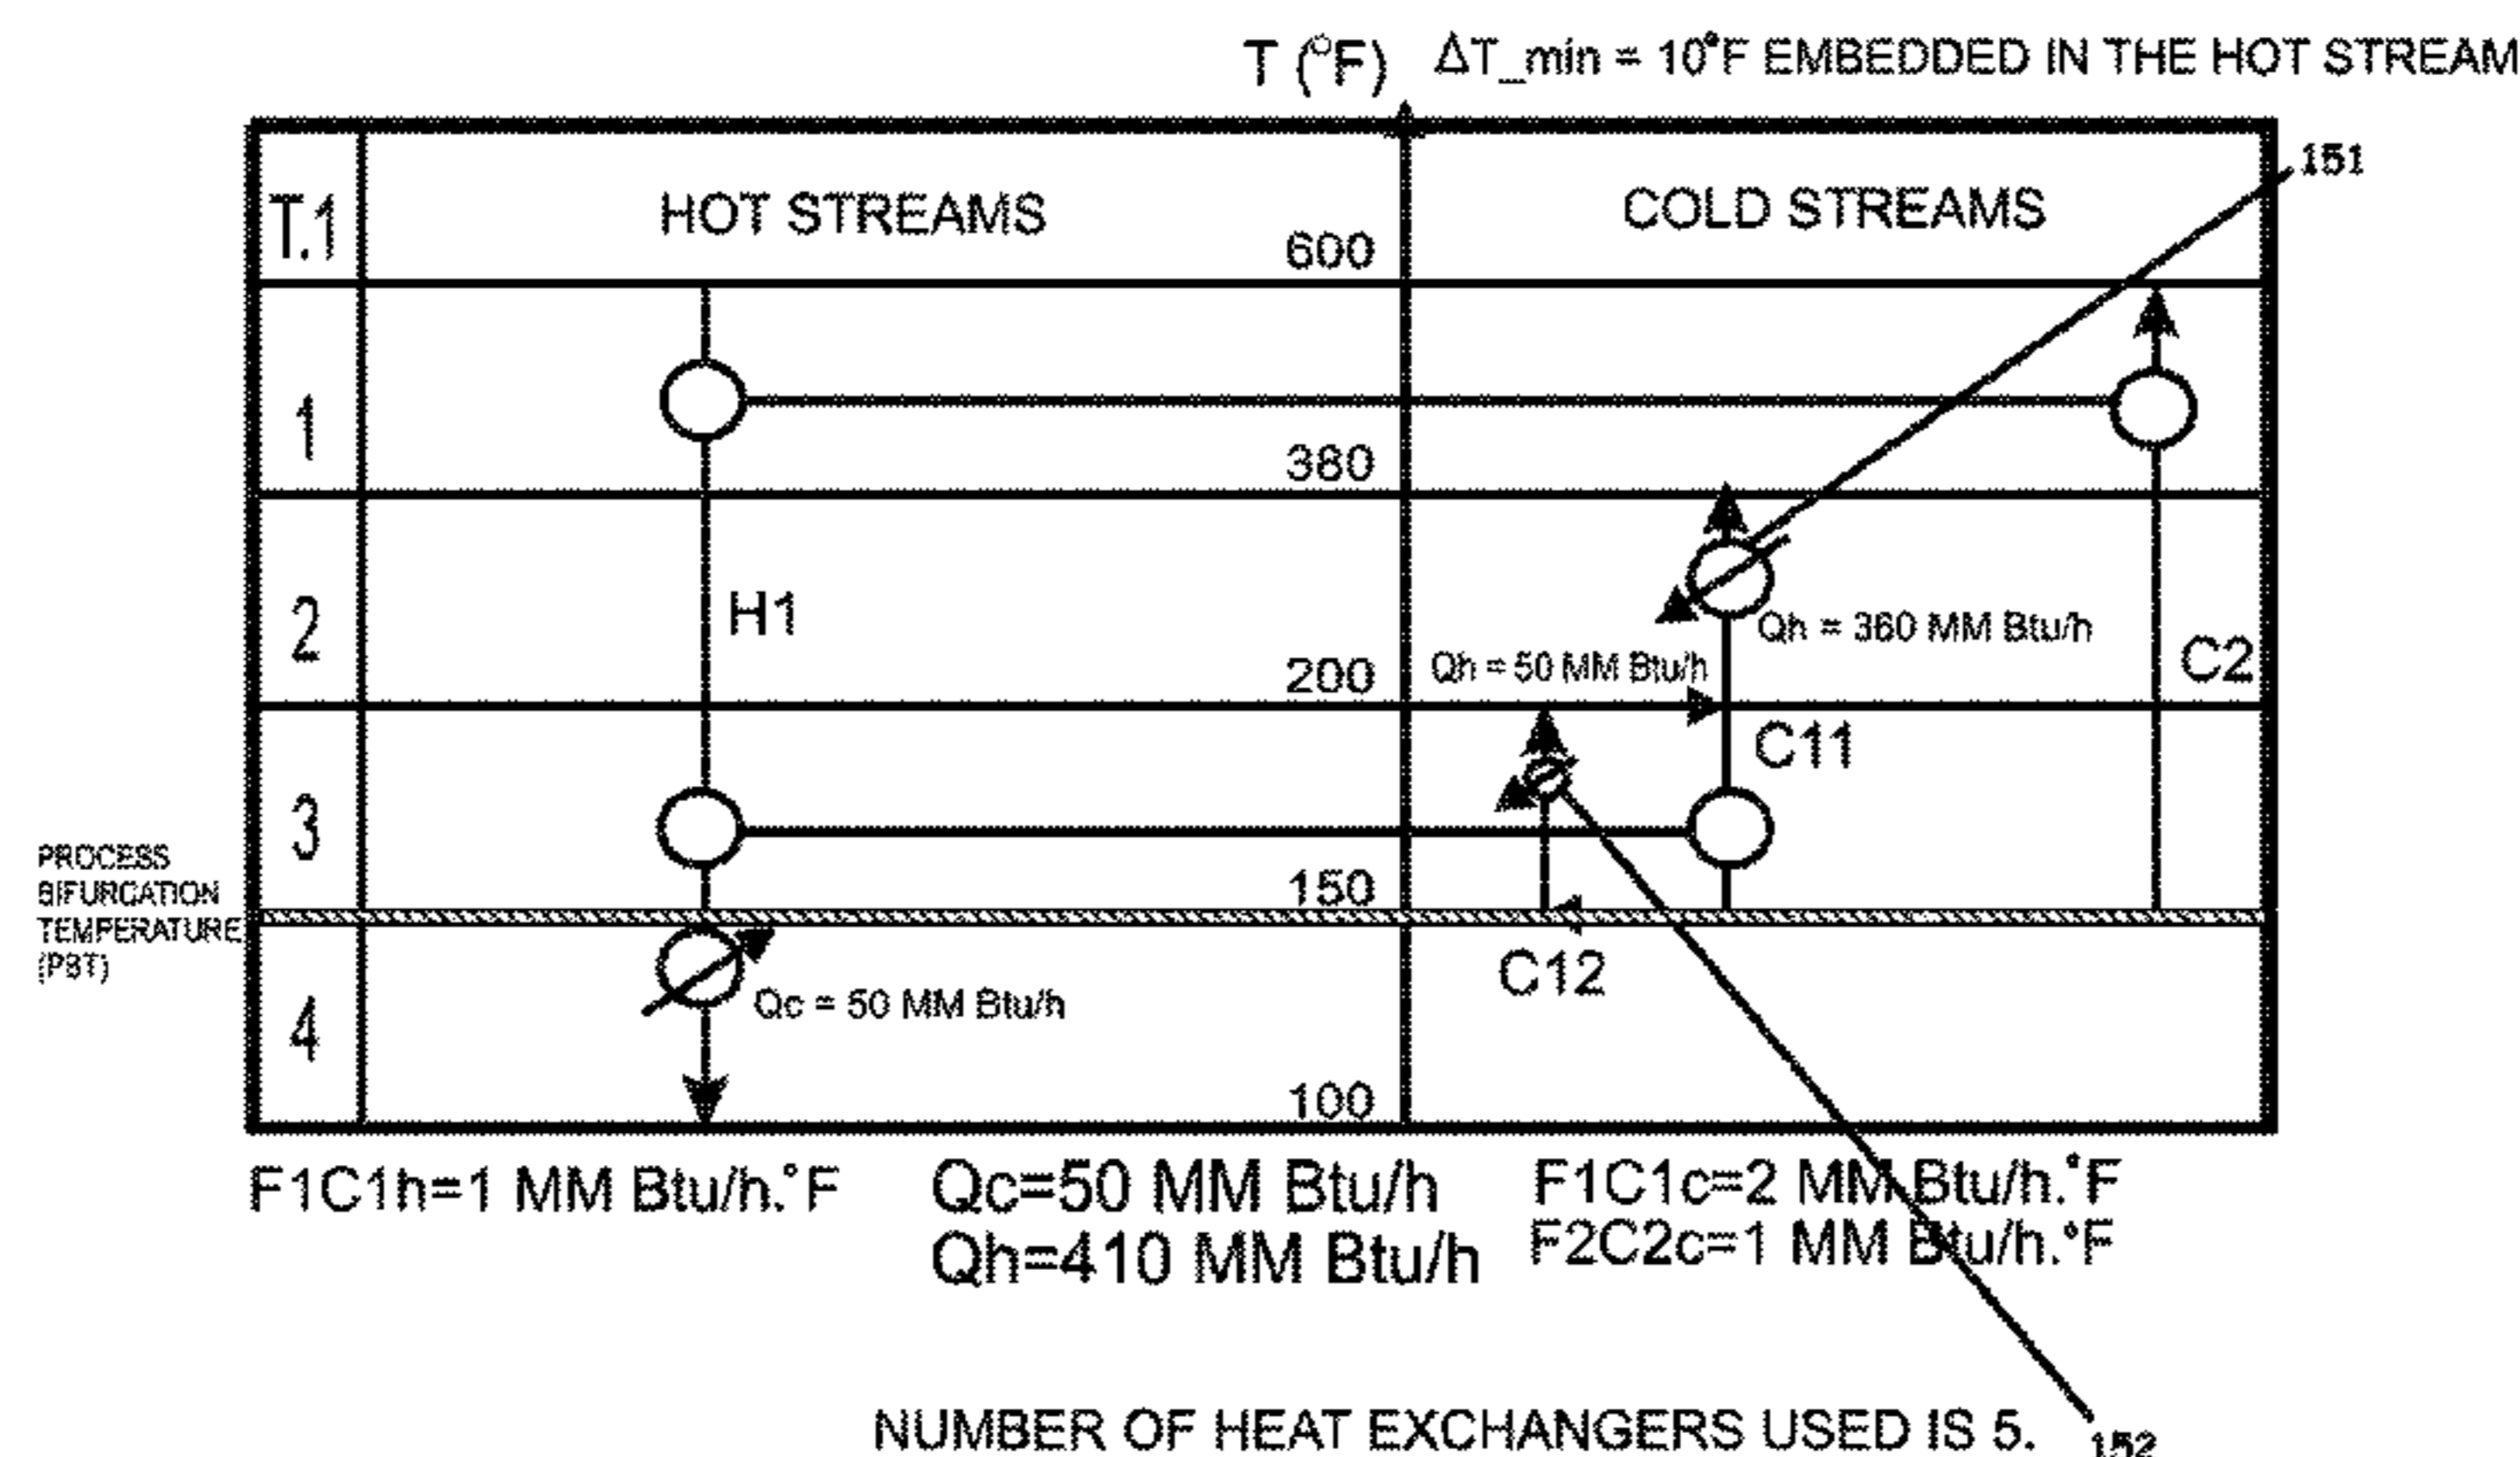 T (°F) ΔT_min = 10°F EMBEDDED IN THE HOT STREAM
151
T.1 HOT STREAMS COLD STREAMS
600
1
380
2 H1
Qh = 360 MM Btu/h
Qh = 50 MM Btu/h
C2
200
C11
3
150
PROCESS
BIFURCATION
TEMPERATURE
(PBT)
C12
Qc = 50 MM Btu/h
4
100
F1C1h=1 MM Btu/h.°F Qc=50 MM Btu/h F1C1c=2 MM Btu/h.°F
Qh=410 MM Btu/h F2C2c=1 MM Btu/h.°F
NUMBER OF HEAT EXCHANGERS USED IS 5.
152